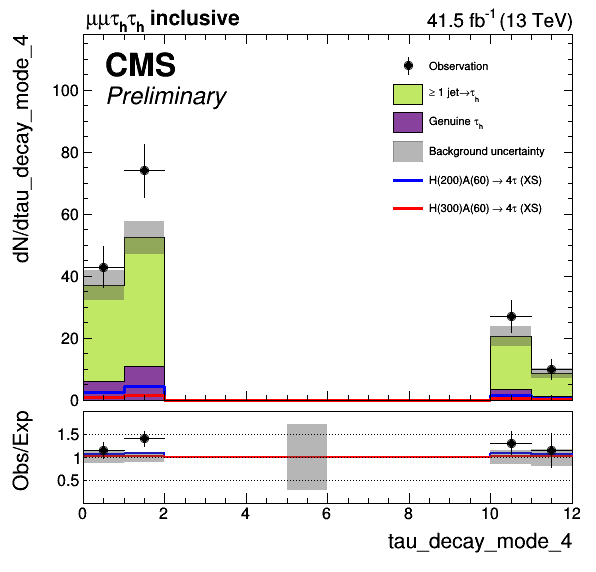 μμτhτh inclusive
41.5 fb⁻¹ (13 TeV)
CMS
Preliminary
Observation
≥ 1 jet→τh
Genuine τh
Background uncertainty
H(200)A(60) → 4τ (XS)
H(300)A(60) → 4τ (XS)
dN/dtau_decay_mode_4
100
80
60
40
20
0
Obs/Exp
1.5
1
0.5
0 2 4 6 8 10 12
tau_decay_mode_4